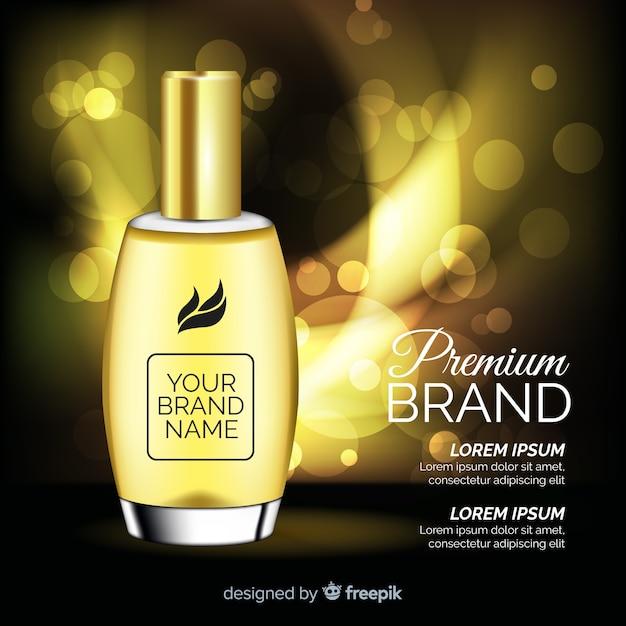 YOUR
BRAND
NAME
Premium
BRAND
LOREM IPSUM
Lorem ipsum dolor sit amet,
consectetur adipiscing elit
LOREM IPSUM
Lorem ipsum dolor sit amet,
consectetur adipiscing elit
designed by freepik